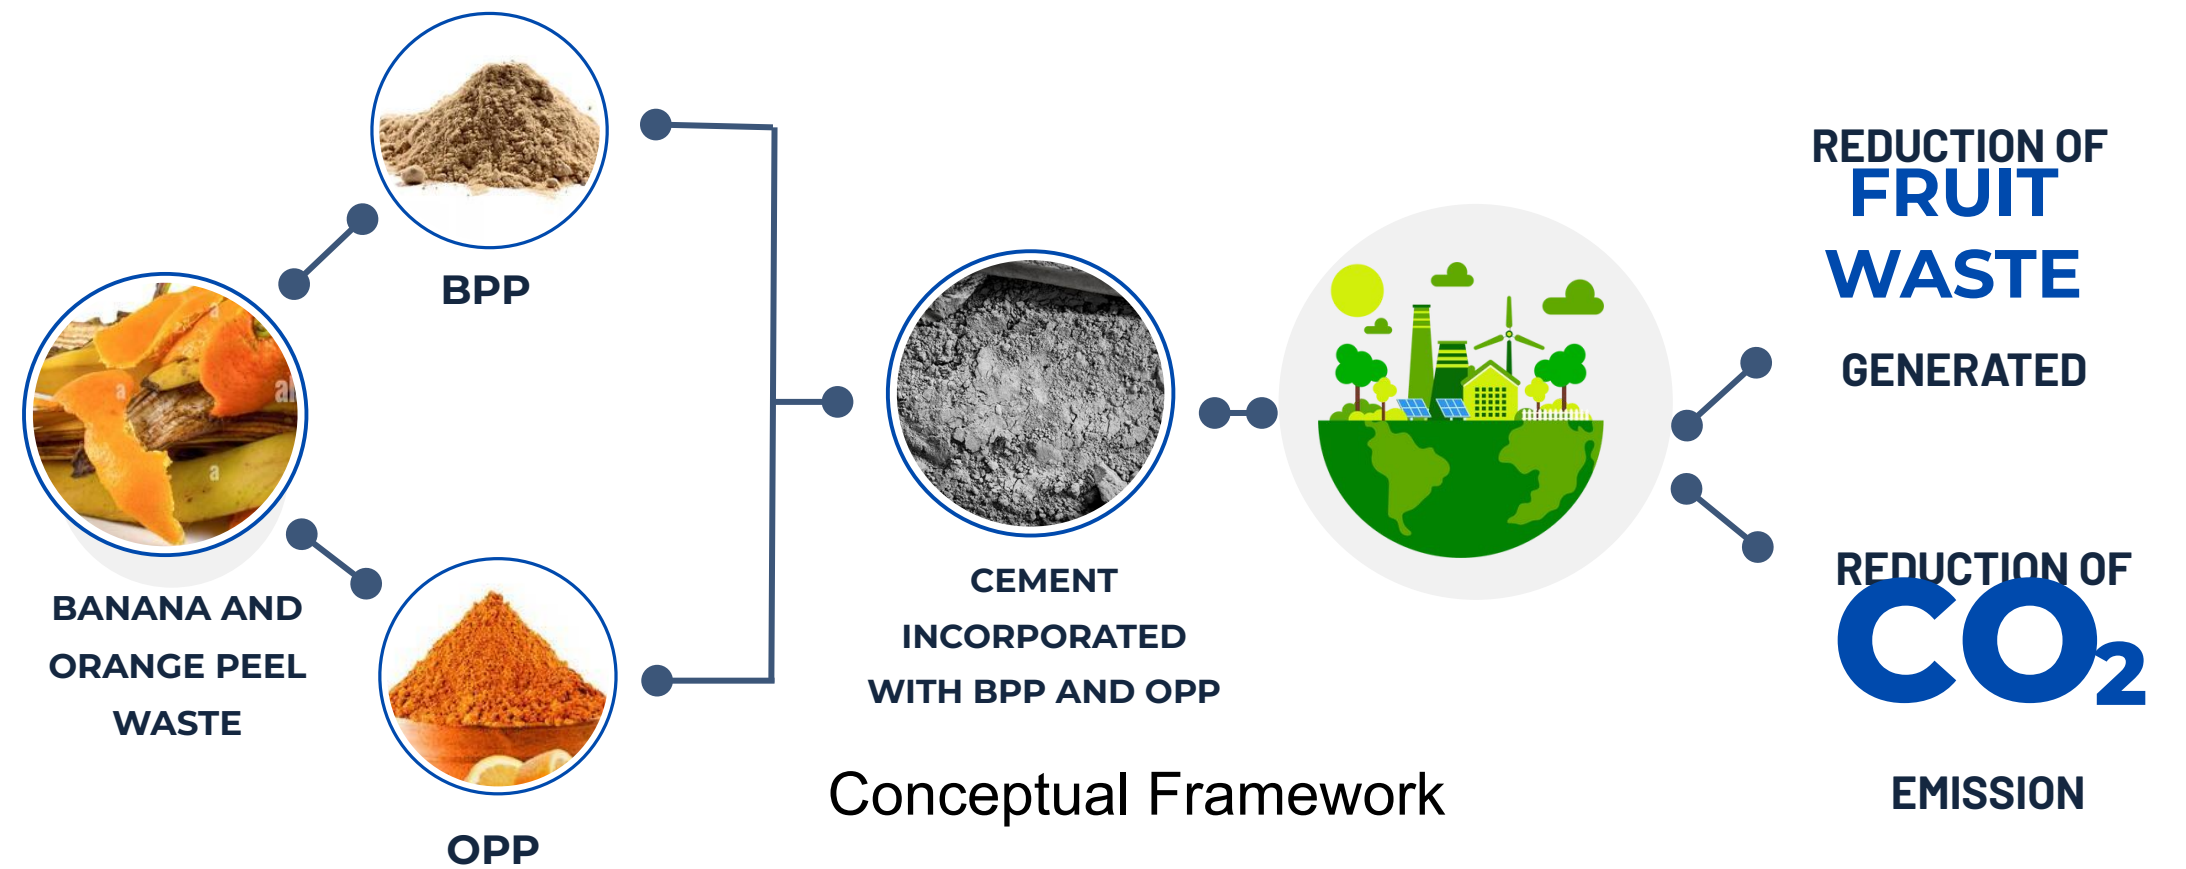 BPP
BANANA AND
ORANGE PEEL
WASTE
OPP
CEMENT
INCORPORATED
WITH BPP AND OPP
REDUCTION OF
FRUIT
WASTE
GENERATED
REDUCTION OF
CO₂
EMISSION
Conceptual Framework
a
a